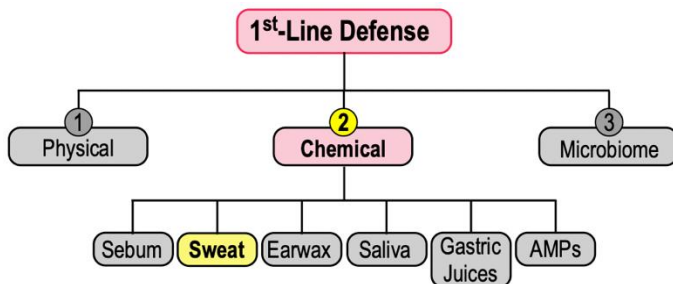 1st-Line Defense
1
2
3
Physical
Chemical
Microbiome
Sebum
Sweat
Earwax
Saliva
Gastric
Juices
AMPs